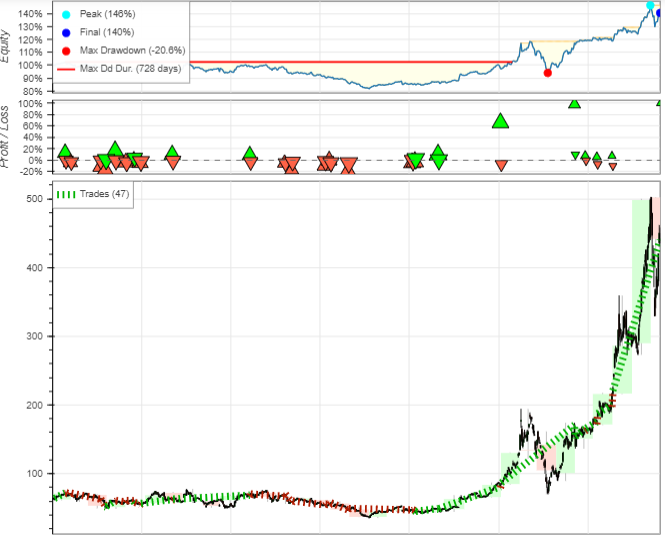 140%
130%
120%
110%
100%
90%
80%
Equity
Peak (146%)
Final (140%)
Max Drawdown (-20.6%)
Max Dd Dur. (728 days)
100%
80%
60%
40%
20%
0%
-20%
Profit / Loss
Trades (47)
500
400
300
200
100